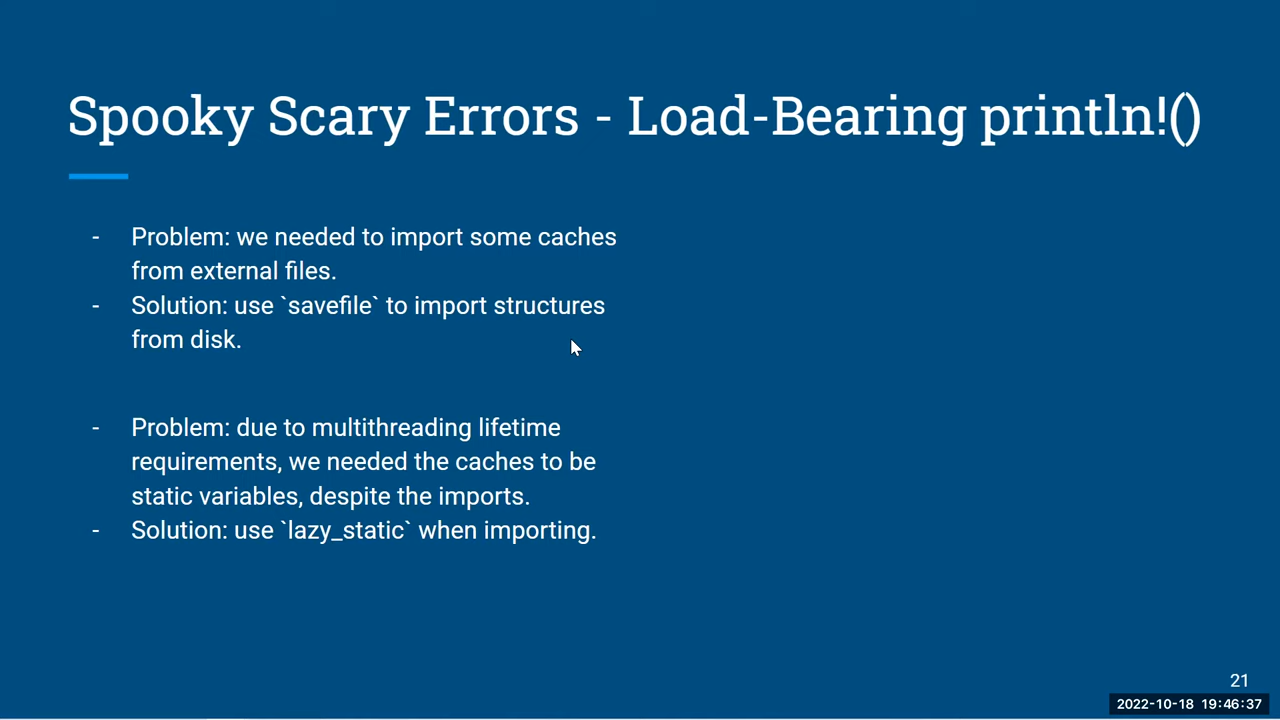 Spooky Scary Errors - Load-Bearing println!()
- Problem: we needed to import some caches
from external files.
- Solution: use `savefile` to import structures
from disk.
- Problem: due to multithreading lifetime
requirements, we needed the caches to be
static variables, despite the imports.
- Solution: use `lazy_static` when importing.
21
2022-10-18 19:46:37